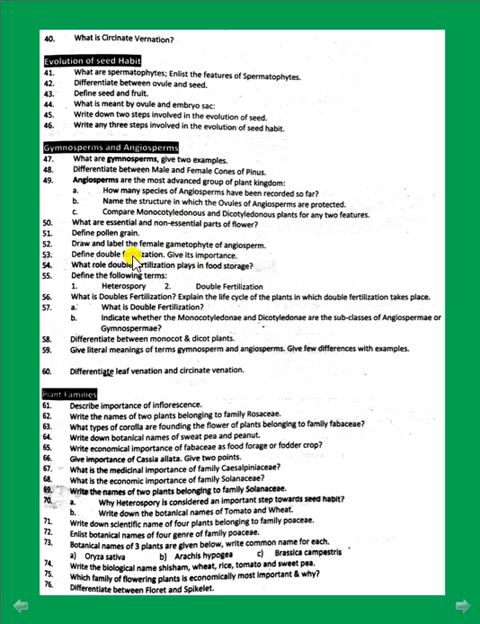 40. What is Circinate Vernation?
Evolution of seed Habit
41. What are spermatophytes; Enlist the features of Spermatophytes.
42. Differentiate between ovule and seed.
43. Define seed and fruit.
44. What is meant by ovule and embryo sac:
45. Write down two steps involved in the evolution of seed.
46. Write any three steps involved in the evolution of seed habit.
Gymnosperms and Angiosperms
47. What are gymnosperms, give two examples.
48. Differentiate between Male and Female Cones of Pinus.
49. Angiosperms are the most advanced group of plant kingdom:
a. How many species of Angiosperms have been recorded so far?
b. Name the structure in which the Ovules of Angiosperms are protected.
c. Compare Monocotyledonous and Dicotyledonous plants for any two features.
50. What are essential and non-essential parts of flower?
51. Define pollen grain.
52. Draw and label the female gametophyte of angiosperm.
53. Define double ization. Give its importance.
54. What role double rtilization plays in food storage?
55. Define the following terms:
1. Heterospory 2. Double Fertilization
56. What is Doubles Fertilization? Explain the life cycle of the plants in which double fertilization takes place.
57. a. What is Double Fertilization?
b. Indicate whether the Monocotyledonae and Dicotyledonae are the sub-classes of Angiospermae or
Gymnospermae?
58. Differentiate between monocot & dicot plants.
59. Give literal meanings of terms gymnosperm and angiosperms. Give few differences with examples.
60. Differentiate leaf venation and circinate venation.
Plant Families
61. Describe importance of inflorescence.
62. Write the names of two plants belonging to family Rosaceae.
63. What types of corolla are founding the flower of plants belonging to family fabaceae?
64. Write down botanical names of sweat pea and peanut.
65. Write economical importance of fabaceae as food forage or fodder crop?
66. Give importance of Cassia allata. Give two points.
67. What is the medicinal importance of family Caesalpiniaceae?
68. What is the economic importance of family Solanaceae?
69. Write the names of two plants belonging to family Solanaceae.
70. a. Why Heterospory is considered an important step towards seed habit?
b. Write down the botanical names of Tomato and Wheat.
71. Write down scientific name of four plants belonging to family poaceae.
72. Enlist botanical names of four genre of family poaceae.
73. Botanical names of 3 plants are given below, write common name for each.
a) Oryza sativa b) Arachis hypogea c) Brassica campestris
74. Write the biological name shisham, wheat, rice, tomato and sweet pea.
75. Which family of flowering plants is economically most important & why?
76. Differentiate between Floret and Spikelet.